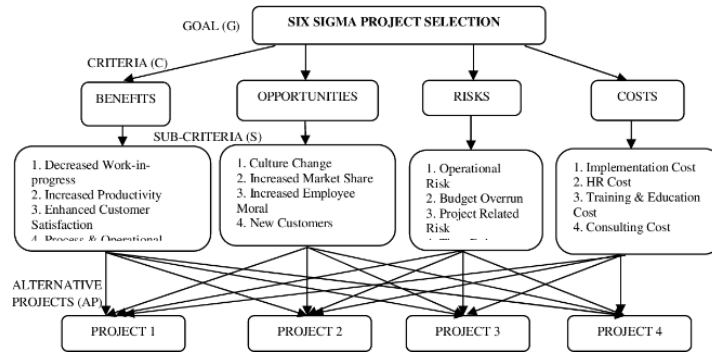 GOAL (G)
SIX SIGMA PROJECT SELECTION
CRITERIA (C)
BENEFITS
OPPORTUNITIES
RISKS
COSTS
SUB-CRITERIA (S)
1. Decreased Work-in-
progress
2. Increased Productivity
3. Enhanced Customer
Satisfaction
4. Process & Operational
1. Culture Change
2. Increased Market Share
3. Increased Employee
Moral
4. New Customers
1. Operational
Risk
2. Budget Overrun
3. Project Related
Risk
1. Implementation Cost
2. HR Cost
3. Training & Education
Cost
4. Consulting Cost
ALTERNATIVE
PROJECTS (AP)
PROJECT 1
PROJECT 2
PROJECT 3
PROJECT 4